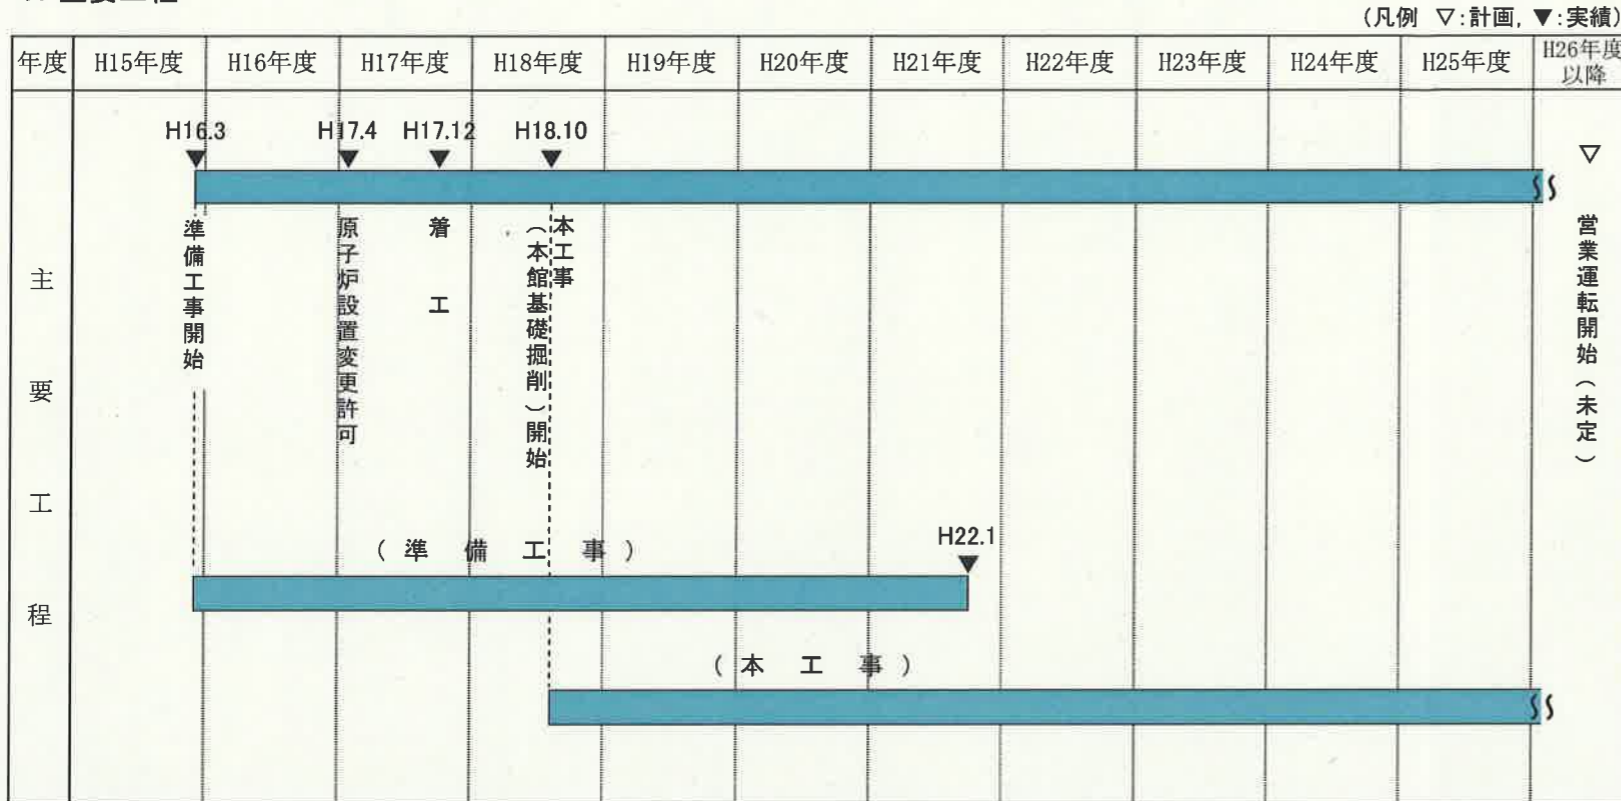 (凡例 ▽:計画, ▼:実績)
年度 H15年度 H16年度 H17年度 H18年度 H19年度 H20年度 H21年度 H22年度 H23年度 H24年度 H25年度 H26年度以降
主要工程
H16.3 H17.4 H17.12 H18.10
▼ ▼ ▼ ▼ ▽
準備工事開始
原子炉設置変更許可
着工
本工事
(本館基礎掘削)開始
営業運転開始(未定)
(準備工事)
H22.1
▼
(本工事)